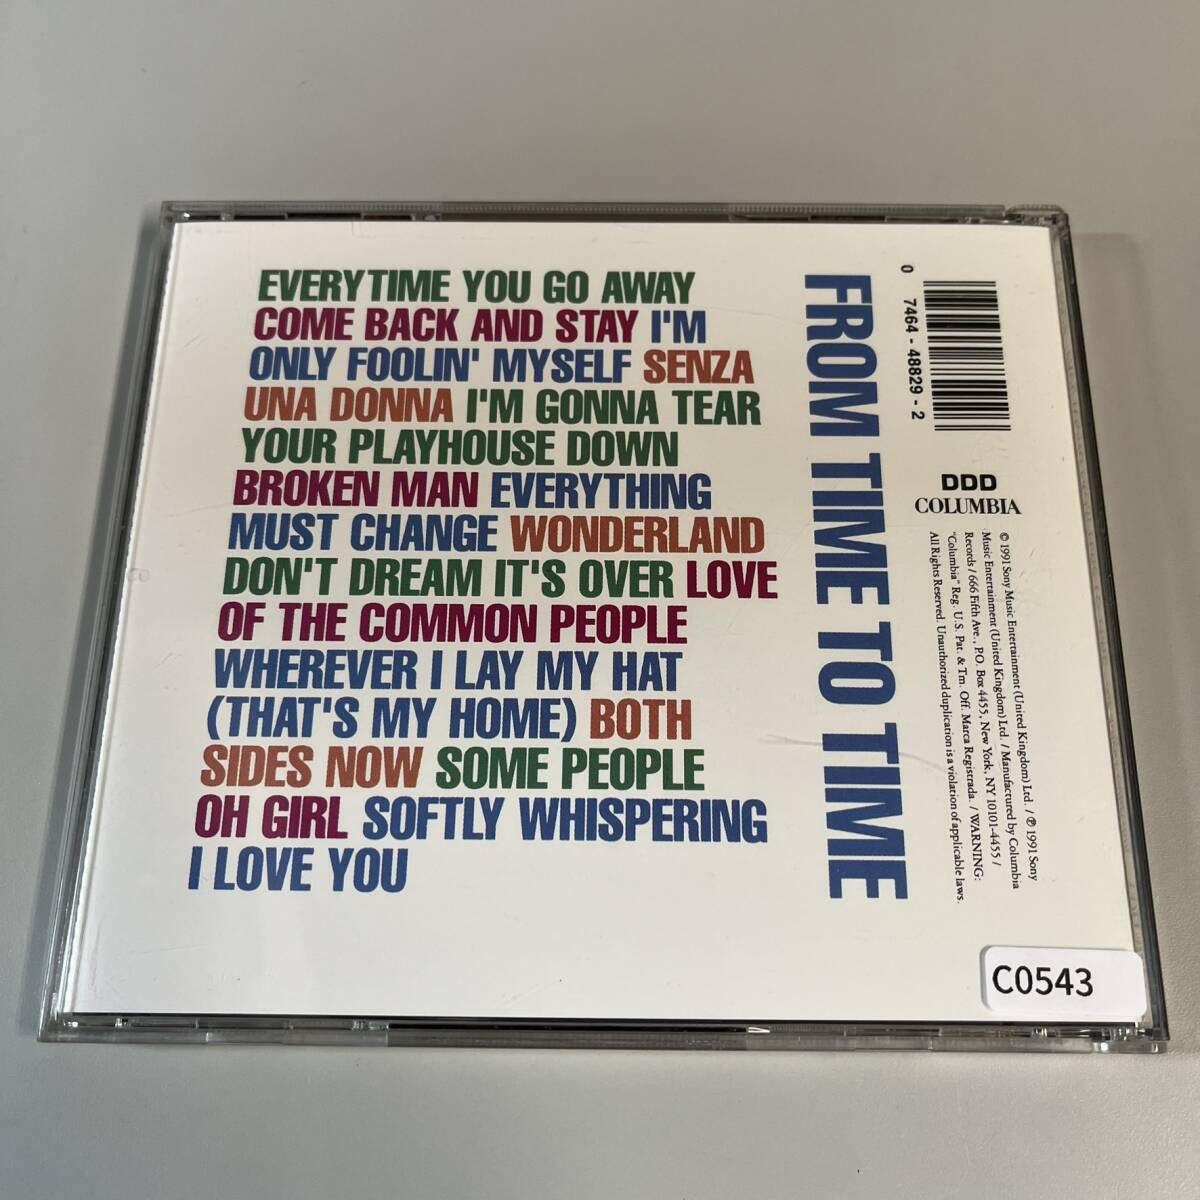 EVERYTIME YOU GO AWAY
COME BACK AND STAY I'M
ONLY FOOLIN' MYSELF SENZA
UNA DONNA I'M GONNA TEAR
YOUR PLAYHOUSE DOWN
BROKEN MAN EVERYTHING
MUST CHANGE WONDERLAND
DON'T DREAM IT'S OVER LOVE
OF THE COMMON PEOPLE
WHEREVER I LAY MY HAT
(THAT'S MY HOME) BOTH
SIDES NOW SOME PEOPLE
OH GIRL SOFTLY WHISPERING
I LOVE YOU
FROM TIME TO TIME
0 7464-48829-2
DDD
COLUMBIA
© 1991 Sony Music Entertainment (United Kingdom) Ltd. / ℗ 1991 Sony
Music Entertainment (United Kingdom) Ltd. / Manufactured by Columbia
Records / 666 Fifth Ave., P.O. Box 4455, New York, NY 10101-4455 /
"Columbia" Reg. U.S. Pat. & Tm. Off. Marca Registrada. / WARNING:
All Rights Reserved. Unauthorized duplication is a violation of applicable laws.
C0543